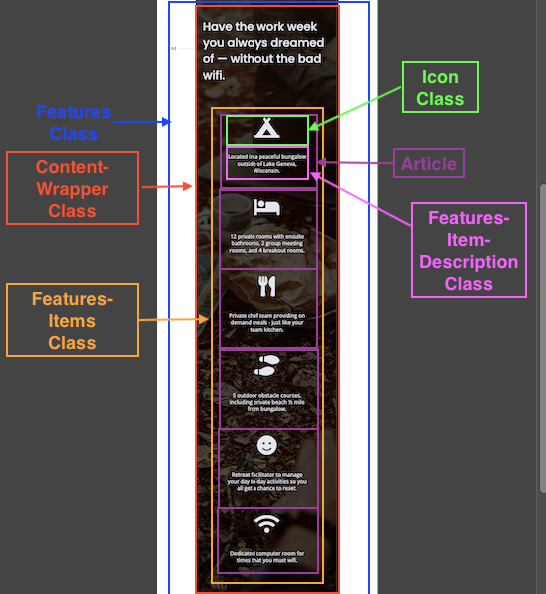 Have the work week
you always dreamed
of — without the bad
wifi.
Features
Class
Content-
Wrapper
Class
Features-
Items
Class
Icon
Class
Article
Features-
Item-
Description
Class
Located in a peaceful bungalow
outside of Lake Geneva,
Wisconsin.
12 private rooms with ensuite
bathrooms, 2 group meeting
rooms, and 4 breakout rooms.
Private chef team providing on
demand meals - just like your
team kitchen.
5 outdoor obstacle courses,
including private beach ½ mile
from bungalow.
Retreat facilitator to manage
your day to day activities so you
all get a chance to reset.
Dedicated computer room for
times that you must wifi.